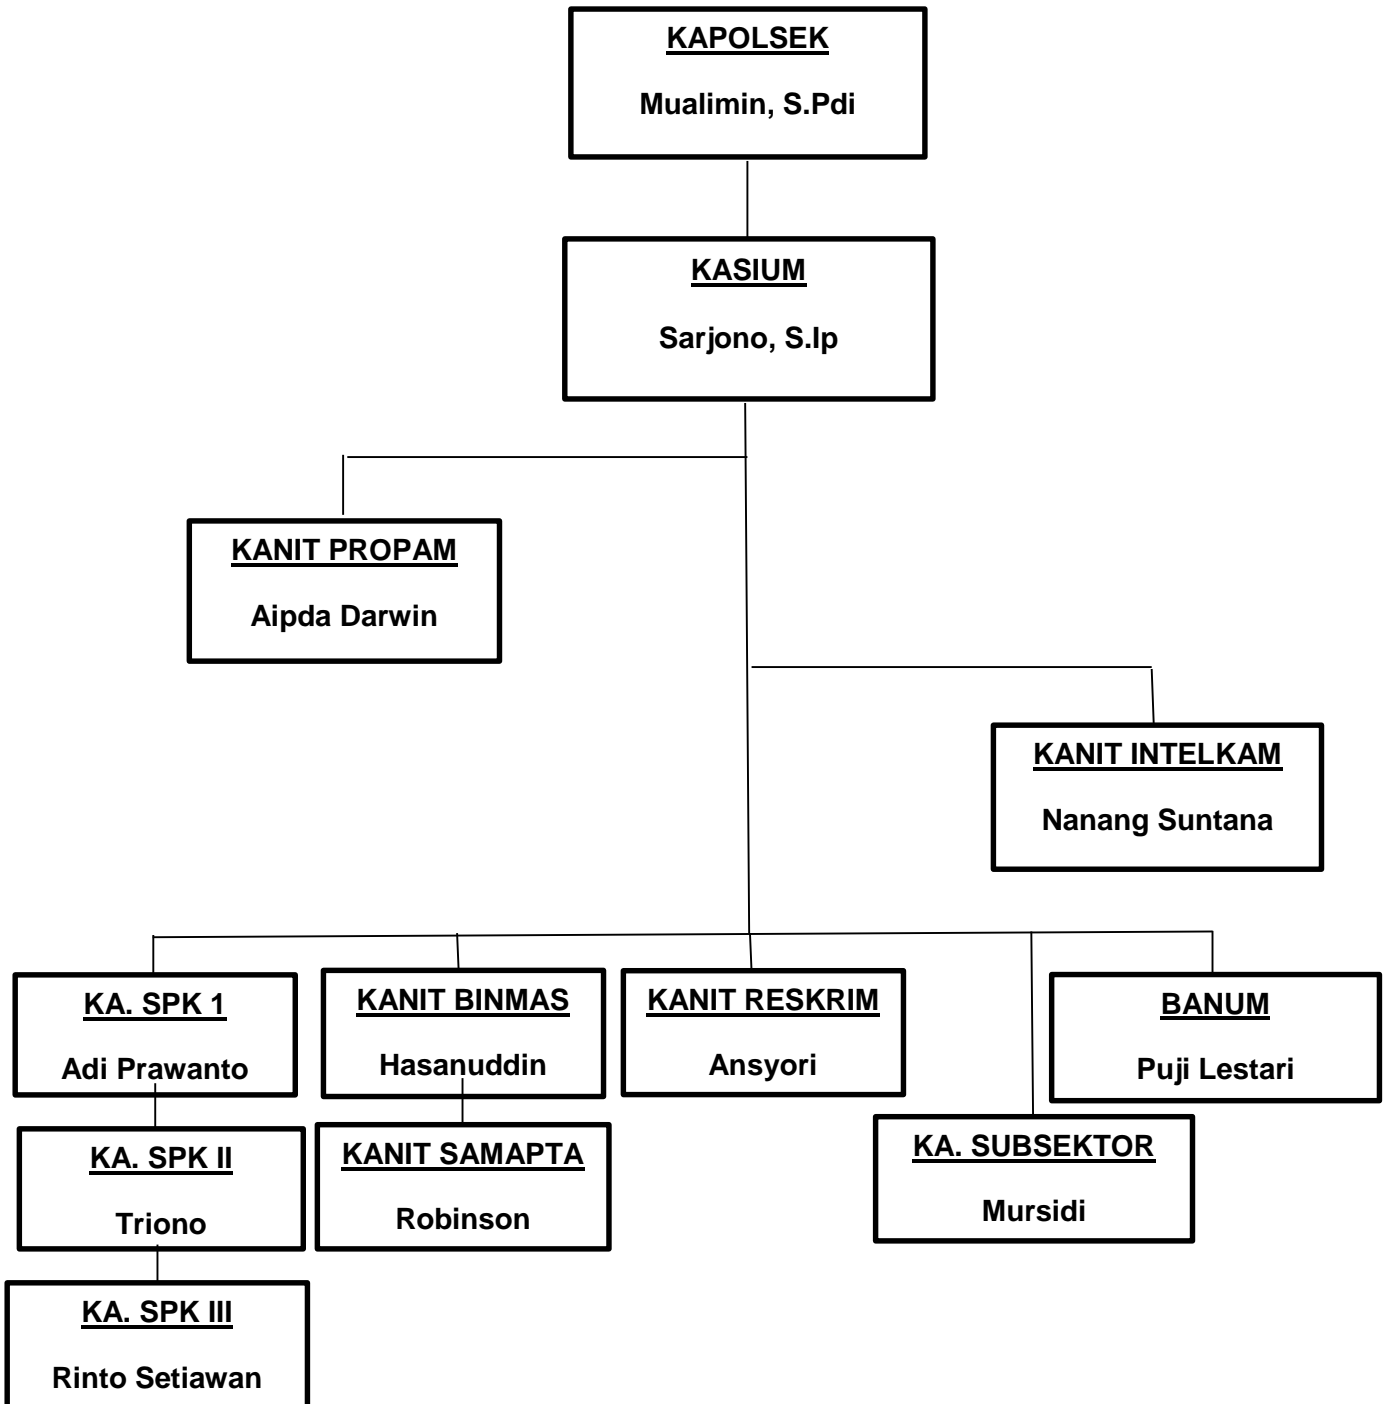 KAPOLSEK
Mualimin, S.Pdi
KASIUM
Sarjono, S.Ip
KANIT PROPAM
Aipda Darwin
KANIT INTELKAM
Nanang Suntana
KA. SPK 1
Adi Prawanto
KANIT BINMAS
Hasanuddin
KANIT RESKRIM
Ansyori
BANUM
Puji Lestari
KA. SPK II
Triono
KANIT SAMAPTA
Robinson
KA. SUBSEKTOR
Mursidi
KA. SPK III
Rinto Setiawan